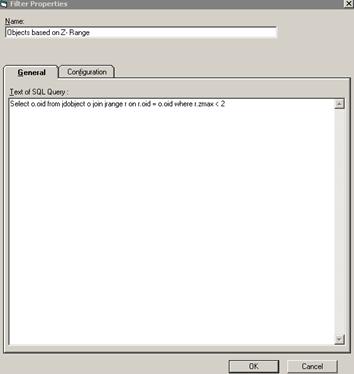 Filter Properties
Name:
Objects based on Z- Range
General Configuration
Text of SQL Query :
Select o.oid from jdobject o join jrange r on r.oid = o.oid where r.zmax < 2
OK Cancel